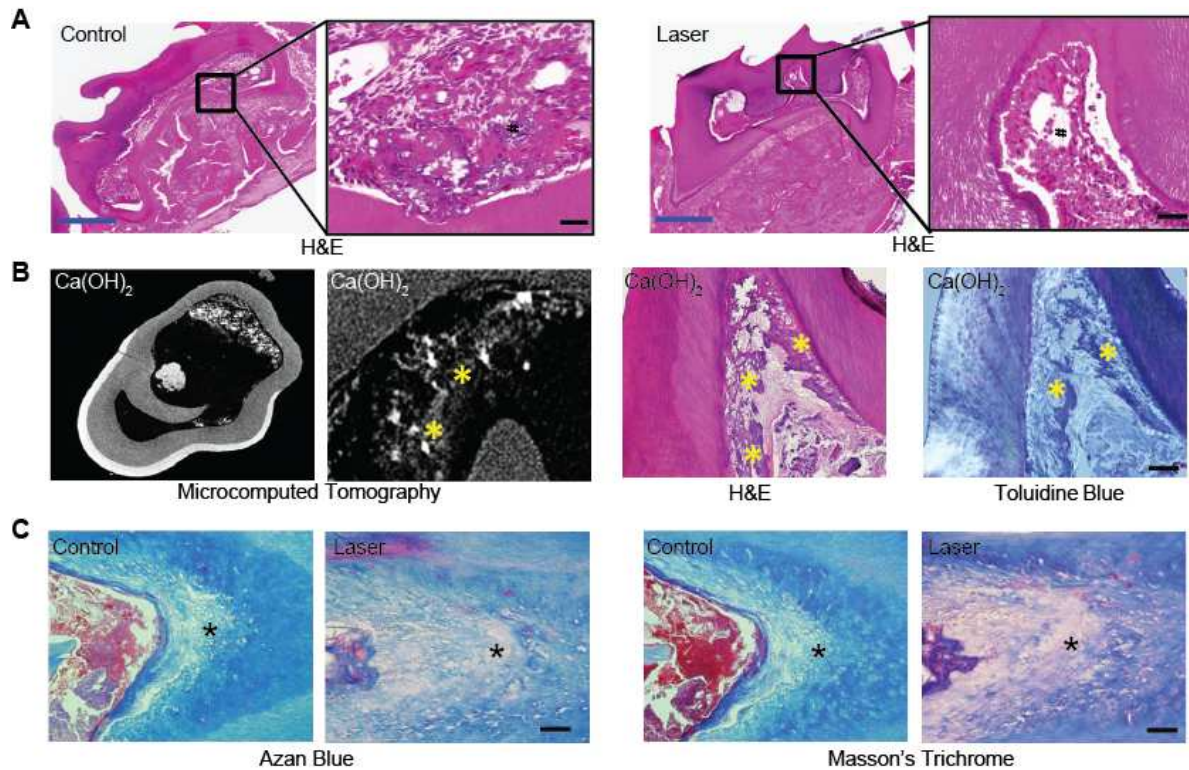 A
Control
Laser
#
#
H&E
H&E
B
Ca(OH)₂
Ca(OH)₂
Ca(OH)₂
Ca(OH)₂
*
*
*
*
*
*
*
Microcomputed Tomography
H&E
Toluidine Blue
C
Control
Laser
Control
Laser
*
*
*
*
Azan Blue
Masson's Trichrome